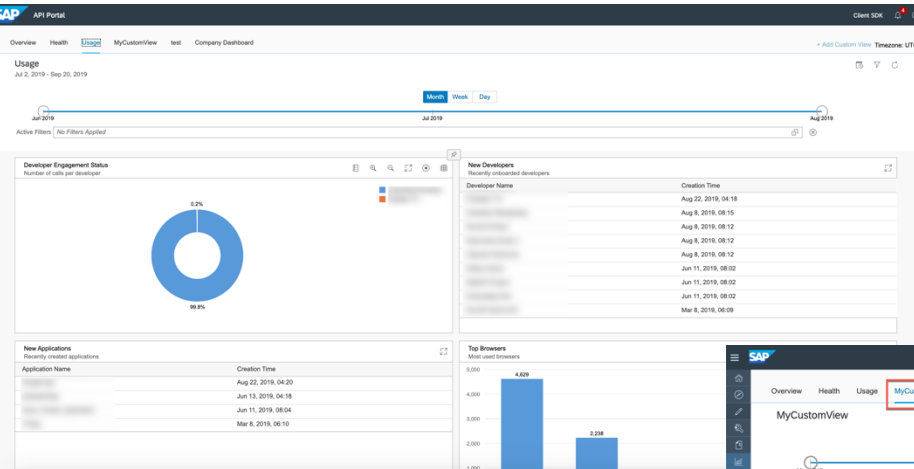 SAP API Portal Client SDK 4
Overview Health Usage MyCustomView test Company Dashboard + Add Custom View Timezone: UTC
Usage
Jul 2, 2019 - Sep 20, 2019
Month Week Day
Jun 2019 Jul 2019 Aug 2019
Active Filters No Filters Applied
Developer Engagement Status
Number of calls per developer
0.2%
99.8%
New Developers
Recently onboarded developers
Developer Name Creation Time
Aug 22, 2019, 04:18
Aug 8, 2019, 08:15
Aug 8, 2019, 08:12
Aug 8, 2019, 08:12
Aug 8, 2019, 08:12
Jun 11, 2019, 08:02
Jun 11, 2019, 08:02
Jun 11, 2019, 08:02
Mar 8, 2019, 06:09
New Applications
Recently created applications
Application Name Creation Time
Aug 22, 2019, 04:20
Jun 13, 2019, 04:18
Jun 11, 2019, 08:04
Mar 8, 2019, 06:10
Top Browsers
Most used browsers
5,000
4,000
3,000
2,000
1,000
4,629
2,238
SAP
Overview Health Usage MyCu
MyCustomView